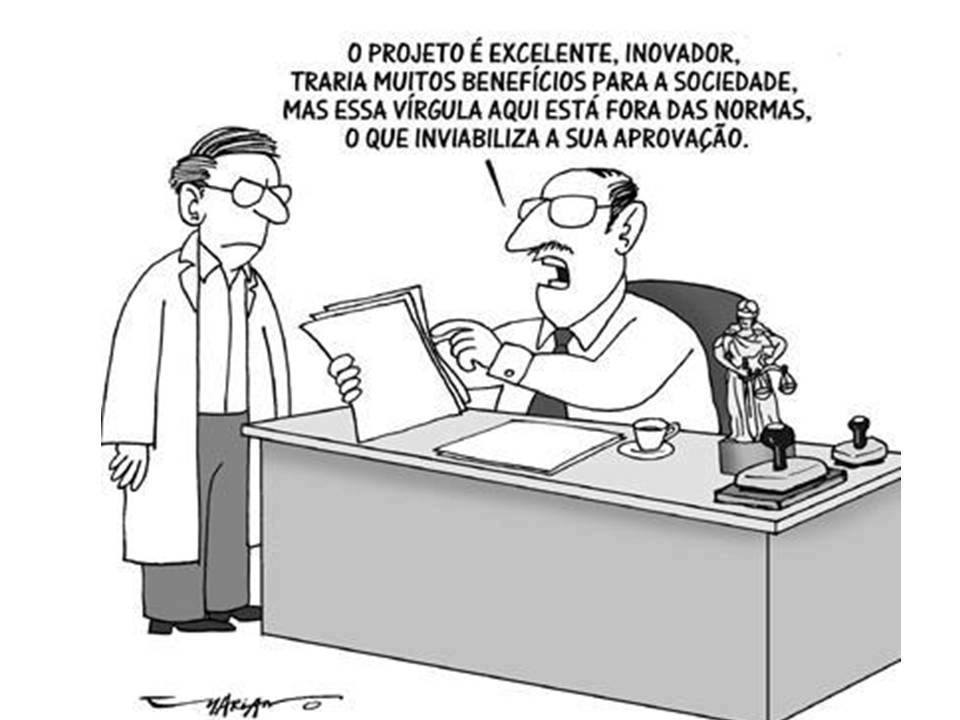 O PROJETO É EXCELENTE, INOVADOR,
TRARIA MUITOS BENEFÍCIOS PARA A SOCIEDADE,
MAS ESSA VÍRGULA AQUI ESTÁ FORA DAS NORMAS,
O QUE INVIABILIZA A SUA APROVAÇÃO.